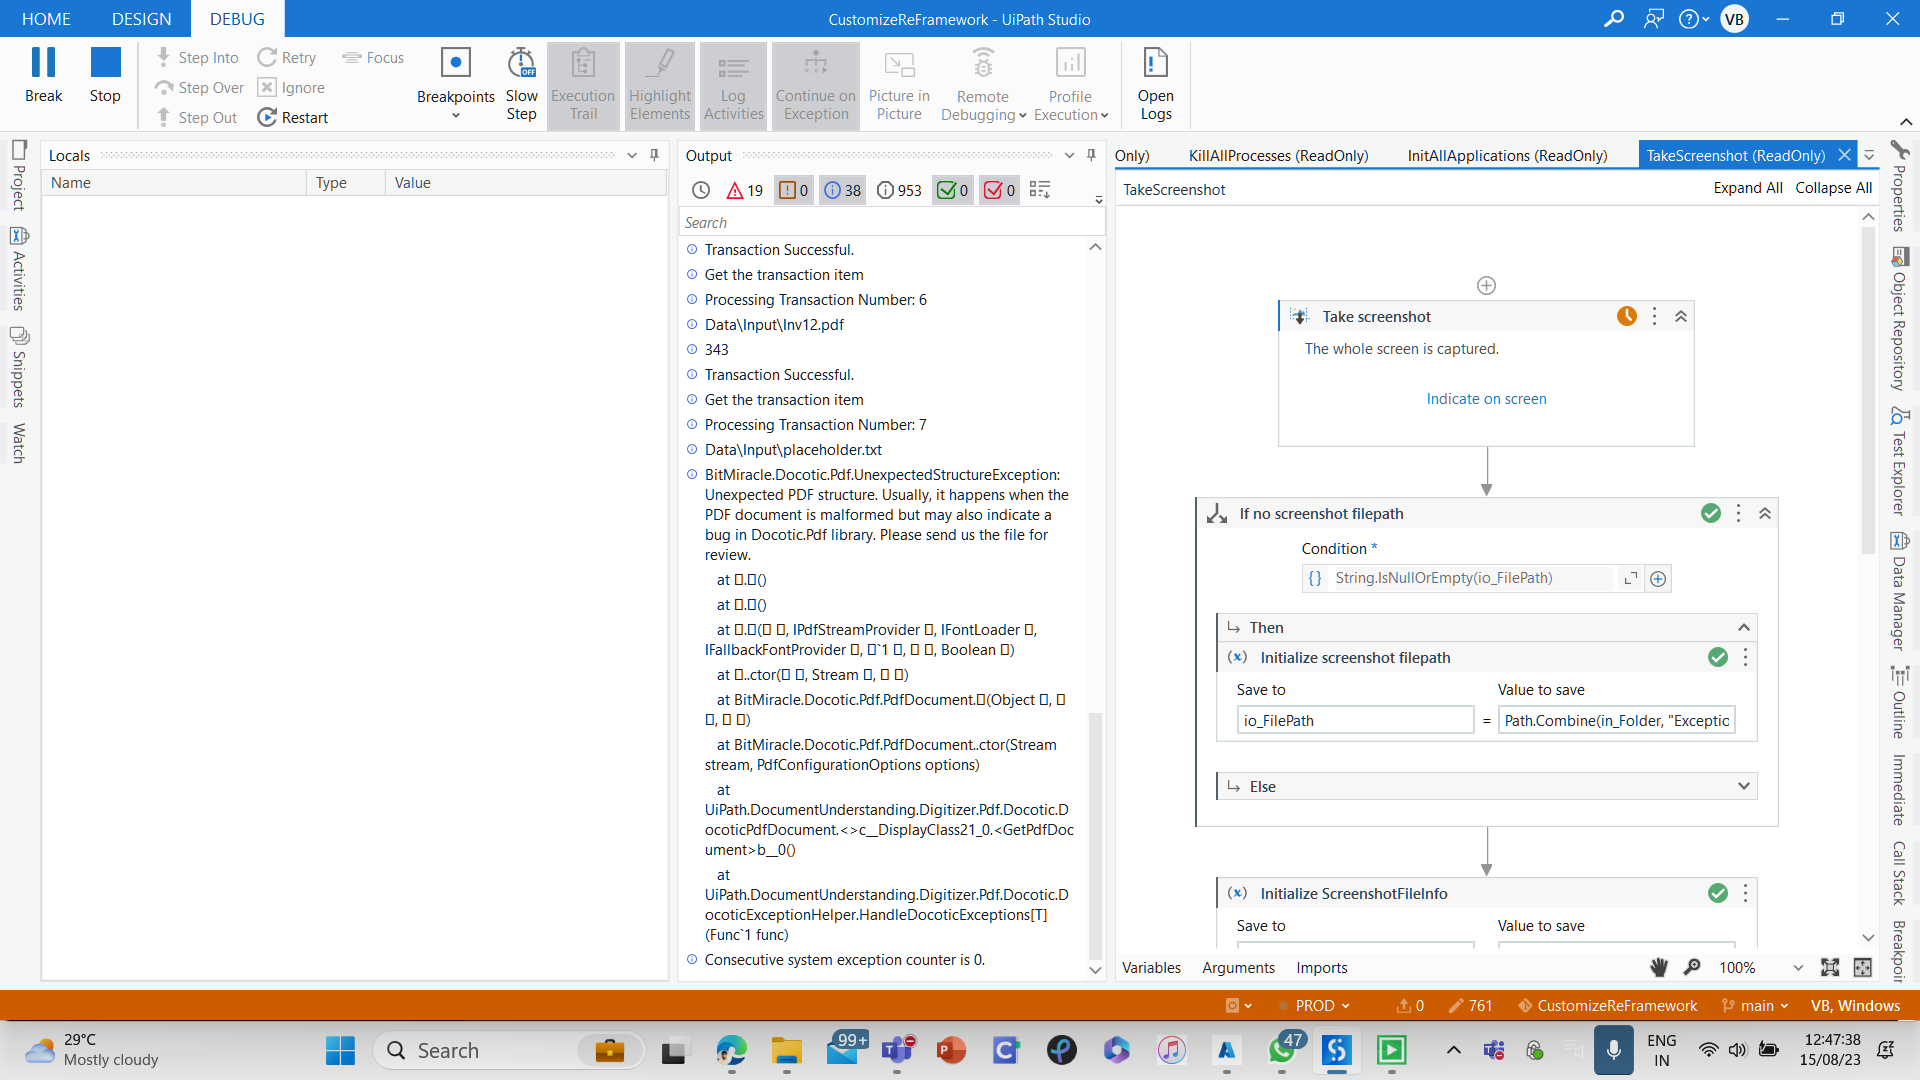 HOME DESIGN DEBUG
CustomizeReFramework - UiPath Studio
VB
Break
Stop
Step Into
Step Over
Step Out
Retry
Ignore
Restart
Focus
Breakpoints
Slow
Step
OFF
Execution
Trail
Highlight
Elements
Log
Activities
Continue on
Exception
Picture in
Picture
Remote
Debugging
Profile
Execution
Open
Logs
Project
Activities
Snippets
Watch
Locals
Name Type Value
Output
19 0 38 953 0 0
Search
Transaction Successful.
Get the transaction item
Processing Transaction Number: 6
Data\Input\Inv12.pdf
343
Transaction Successful.
Get the transaction item
Processing Transaction Number: 7
Data\Input\placeholder.txt
BitMiracle.Docotic.Pdf.UnexpectedStructureException:
Unexpected PDF structure. Usually, it happens when the
PDF document is malformed but may also indicate a
bug in Docotic.Pdf library. Please send us the file for
review.
at ▯.▯()
at ▯.▯()
at ▯.▯(▯ ▯, IPdfStreamProvider ▯, IFontLoader ▯,
IFallbackFontProvider ▯, ▯`1 ▯, ▯ ▯, Boolean ▯)
at ▯..ctor(▯ ▯, Stream ▯, ▯ ▯)
at BitMiracle.Docotic.Pdf.PdfDocument.▯(Object ▯, ▯
▯, ▯ ▯)
at BitMiracle.Docotic.Pdf.PdfDocument..ctor(Stream
stream, PdfConfigurationOptions options)
at
UiPath.DocumentUnderstanding.Digitizer.Pdf.Docotic.D
ocoticPdfDocument.<>c__DisplayClass21_0.<GetPdfDoc
ument>b__0()
at
UiPath.DocumentUnderstanding.Digitizer.Pdf.Docotic.D
ocoticExceptionHelper.HandleDocoticExceptions[T]
(Func`1 func)
Consecutive system exception counter is 0.
Only) KillAllProcesses (ReadOnly) InitAllApplications (ReadOnly) TakeScreenshot (ReadOnly)
TakeScreenshot
Expand All Collapse All
Take screenshot
The whole screen is captured.
Indicate on screen
If no screenshot filepath
Condition *
{} String.IsNullOrEmpty(io_FilePath)
Then
(x) Initialize screenshot filepath
Save to Value to save
io_FilePath = Path.Combine(in_Folder, "Exceptio
Else
(x) Initialize ScreenshotFileInfo
Save to Value to save
Variables Arguments Imports
100%
Properties
Object Repository
Test Explorer
Data Manager
Outline
Immediate
Call Stack
Breakpoin
PROD
0
761
CustomizeReFramework
main
VB, Windows
29°C
Mostly cloudy
Search
99+
47
ENG
IN
12:47:38
15/08/23